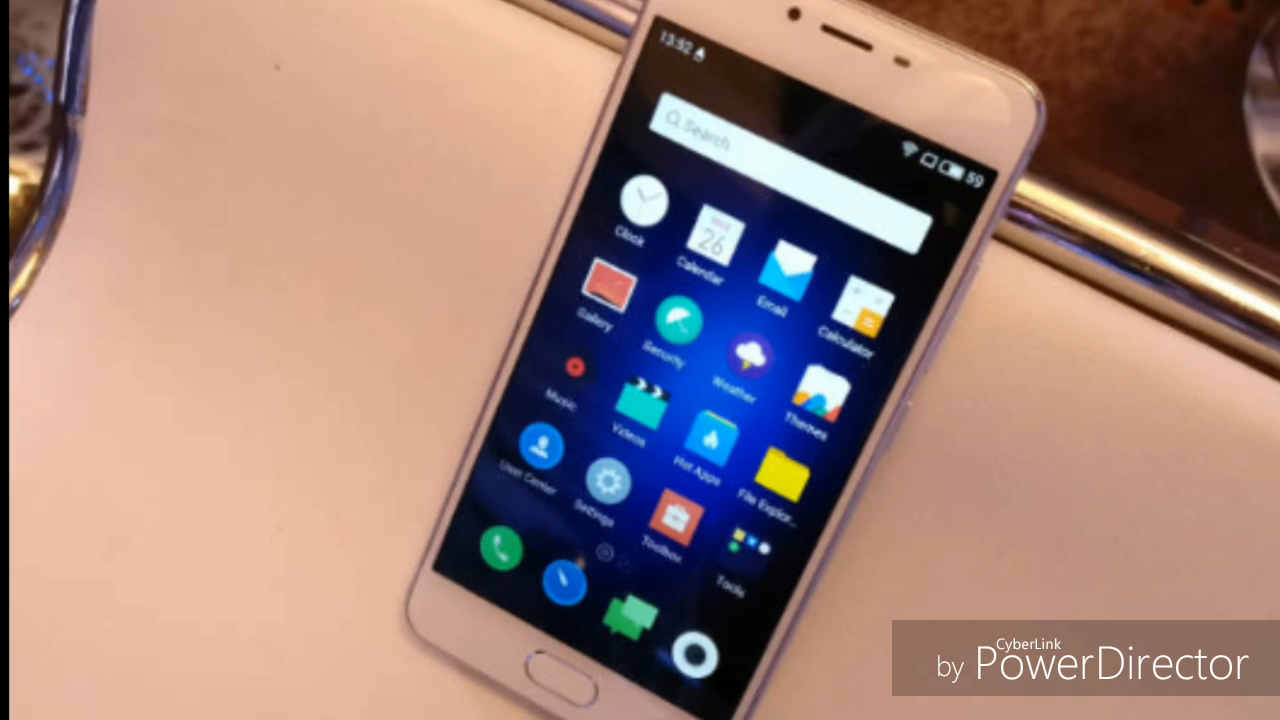 13:52
59
Search
Clock
26
Calendar
Email
Calculator
Gallery
Security
Weather
Themes
Music
Videos
Hot Apps
File Explor...
User Center
Settings
Toolbox
Tools
CyberLink
by PowerDirector